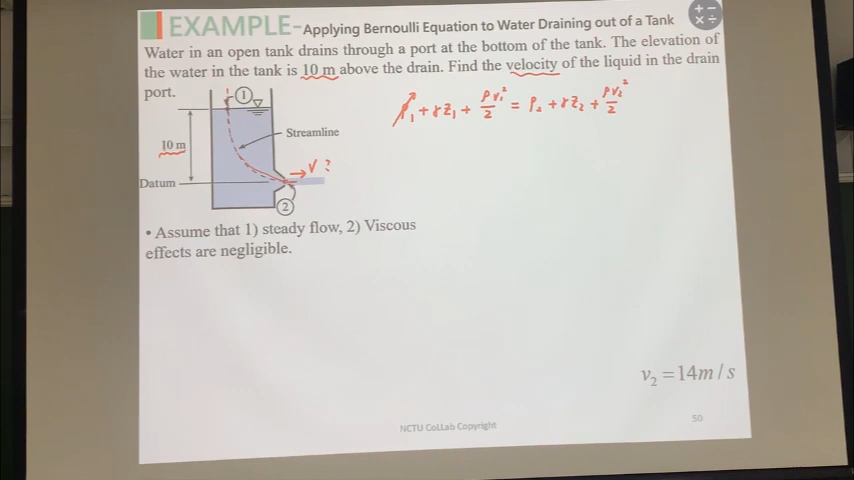 EXAMPLE-Applying Bernoulli Equation to Water Draining out of a Tank
Water in an open tank drains through a port at the bottom of the tank. The elevation of
the water in the tank is 10 m above the drain. Find the velocity of the liquid in the drain
port.
p₁ + γz₁ + ρv₁²/2 = p₂ + γz₂ + ρv₂²/2
1
Streamline
10 m
V ?
Datum
2
• Assume that 1) steady flow, 2) Viscous
effects are negligible.
v₂ = 14m/s
NCTU CoLLab Copyright
50